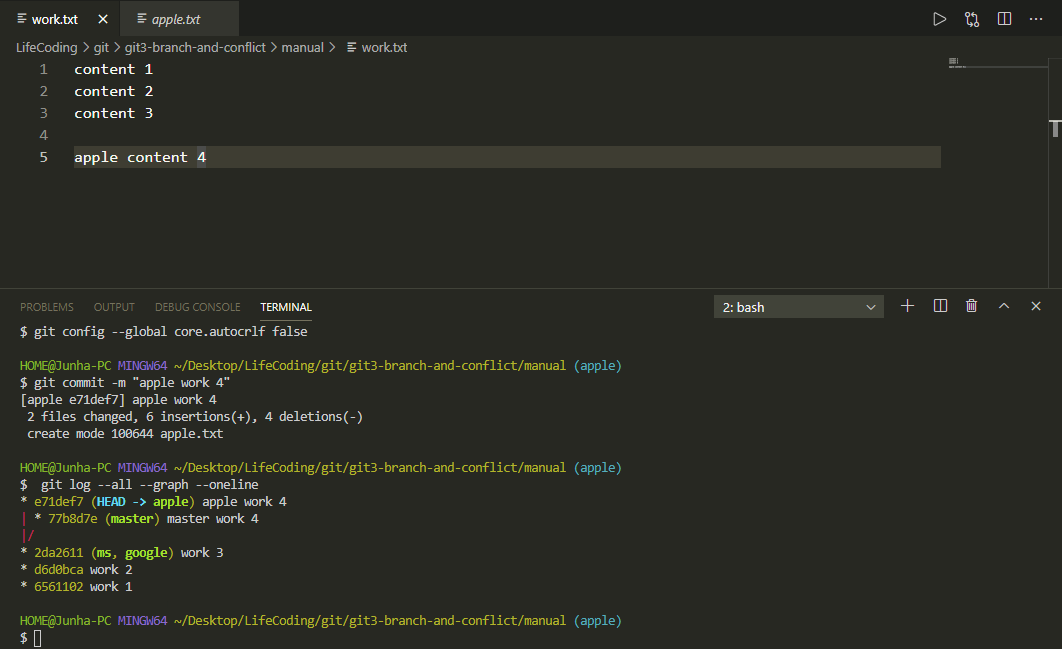 work.txt apple.txt
LifeCoding > git > git3-branch-and-conflict > manual > work.txt
1 content 1
2 content 2
3 content 3
4
5 apple content 4
PROBLEMS OUTPUT DEBUG CONSOLE TERMINAL 2: bash
$ git config --global core.autocrlf false
HOME@Junha-PC MINGW64 ~/Desktop/LifeCoding/git/git3-branch-and-conflict/manual (apple)
$ git commit -m "apple work 4"
[apple e71def7] apple work 4
2 files changed, 6 insertions(+), 4 deletions(-)
create mode 100644 apple.txt
HOME@Junha-PC MINGW64 ~/Desktop/LifeCoding/git/git3-branch-and-conflict/manual (apple)
$  git log --all --graph --oneline
* e71def7 (HEAD -> apple) apple work 4
| * 77b8d7e (master) master work 4
|/
* 2da2611 (ms, google) work 3
* d6d0bca work 2
* 6561102 work 1
HOME@Junha-PC MINGW64 ~/Desktop/LifeCoding/git/git3-branch-and-conflict/manual (apple)
$